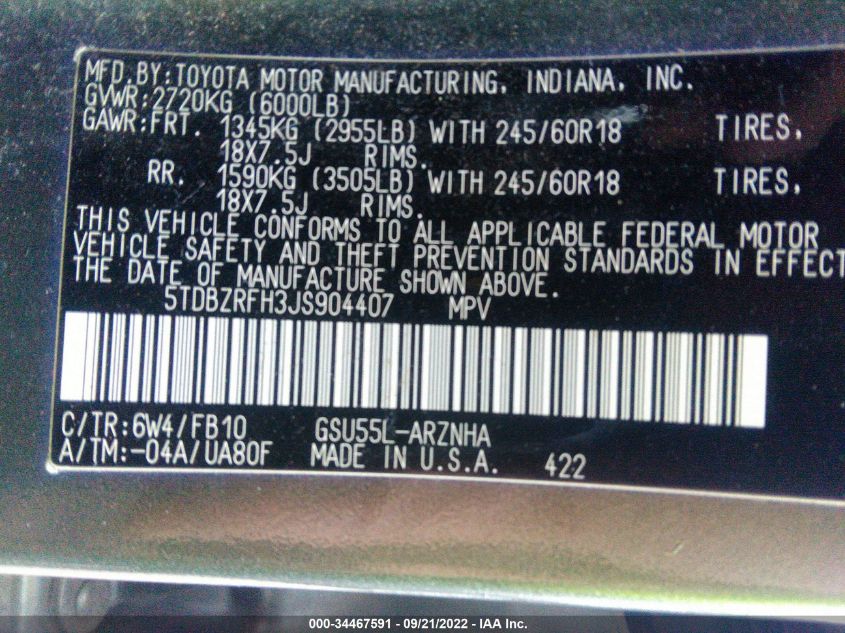 MFD.BY:TOYOTA MOTOR MANUFACTURING, INDIANA, INC.
GVWR:2720KG (6000LB)
GAWR:FRT. 1345KG (2955LB) WITH 245/60R18 TIRES,
18X7.5J RIMS.
RR. 1590KG (3505LB) WITH 245/60R18 TIRES,
18X7.5J RIMS.
THIS VEHICLE CONFORMS TO ALL APPLICABLE FEDERAL MOTOR
VEHICLE SAFETY AND THEFT PREVENTION STANDARDS IN EFFECT
THE DATE OF MANUFACTURE SHOWN ABOVE.
5TDBZRFH3JS904407 MPV
C/TR:6W4/FB10 GSU55L-ARZNHA
A/TM:-04A/UA80F MADE IN U.S.A. 422
000-34467591 - 09/21/2022 - IAA Inc.